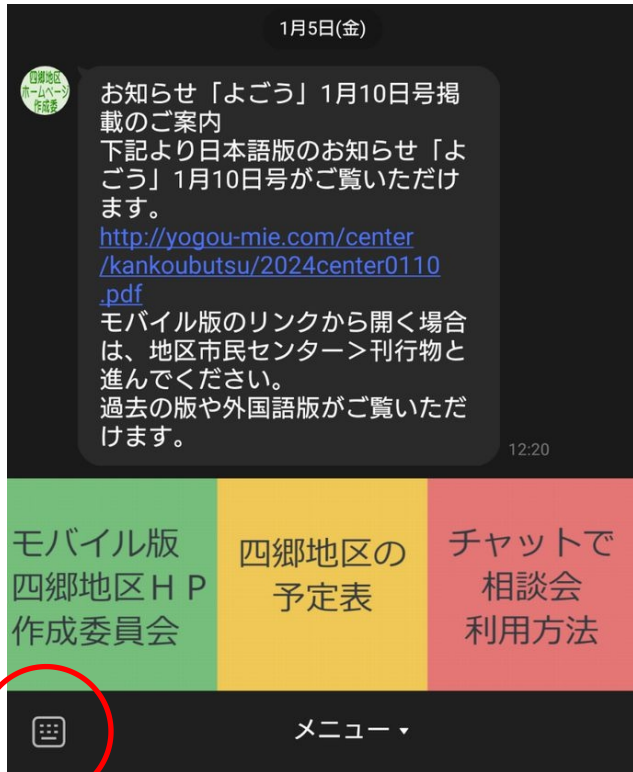 1月5日(金)
四郷地区
ホームページ
作成委
お知らせ「よごう」1月10日号掲
載のご案内
下記より日本語版のお知らせ「よ
ごう」1月10日号がご覧いただけ
ます。
http://yogou-mie.com/center
/kankoubutsu/2024center0110
.pdf
モバイル版のリンクから開く場合
は、地区市民センター＞刊行物と
進んでください。
過去の版や外国語版がご覧いただ
けます。
12:20
モバイル版
四郷地区ＨＰ
作成委員会
四郷地区の
予定表
チャットで
相談会
利用方法
メニュー▾